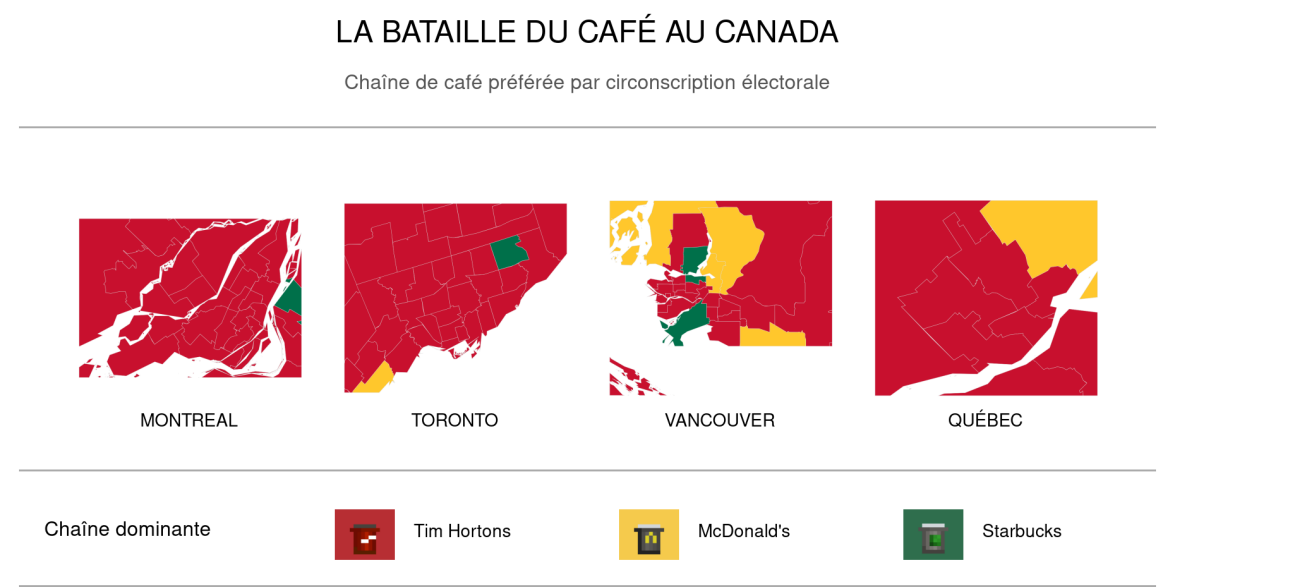 LA BATAILLE DU CAFÉ AU CANADA
Chaîne de café préférée par circonscription électorale
MONTREAL
TORONTO
VANCOUVER
QUÉBEC
Chaîne dominante
Tim Hortons
McDonald's
Starbucks